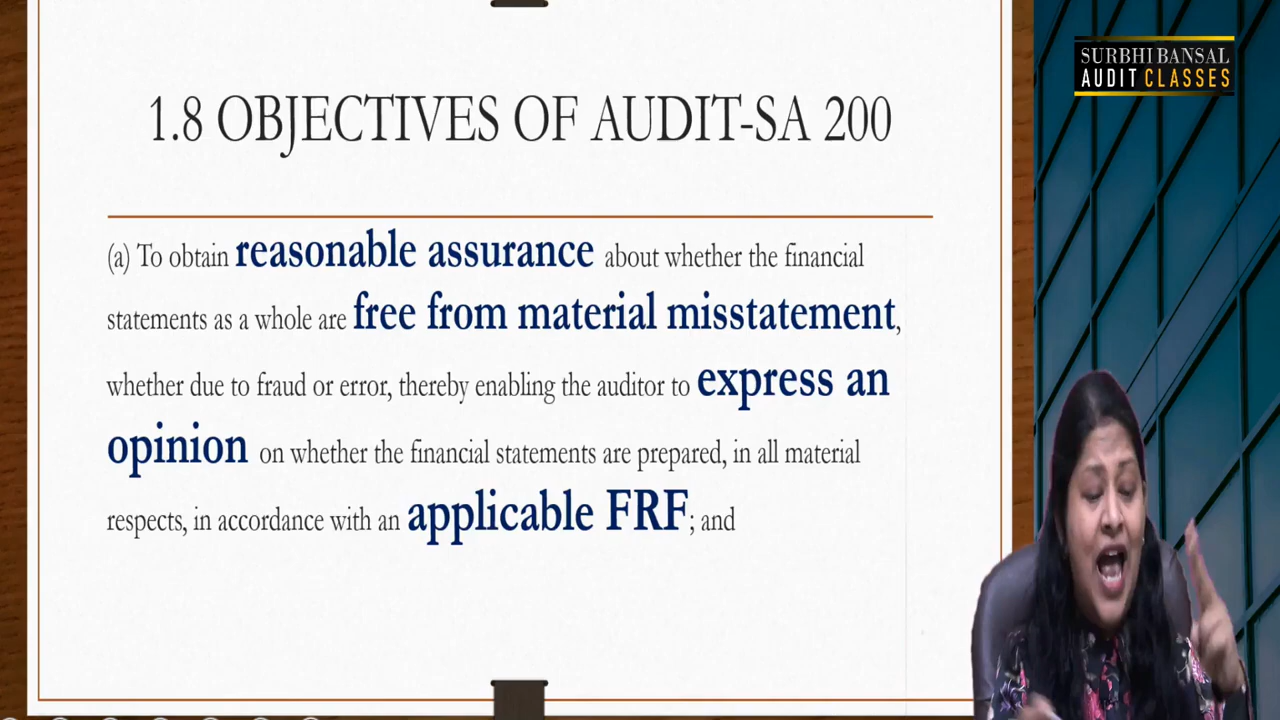 SURBHI BANSAL
AUDIT CLASSES
1.8 OBJECTIVES OF AUDIT-SA 200
(a) To obtain reasonable assurance about whether the financial
statements as a whole are free from material misstatement,
whether due to fraud or error, thereby enabling the auditor to express an
opinion on whether the financial statements are prepared, in all material
respects, in accordance with an applicable FRF; and